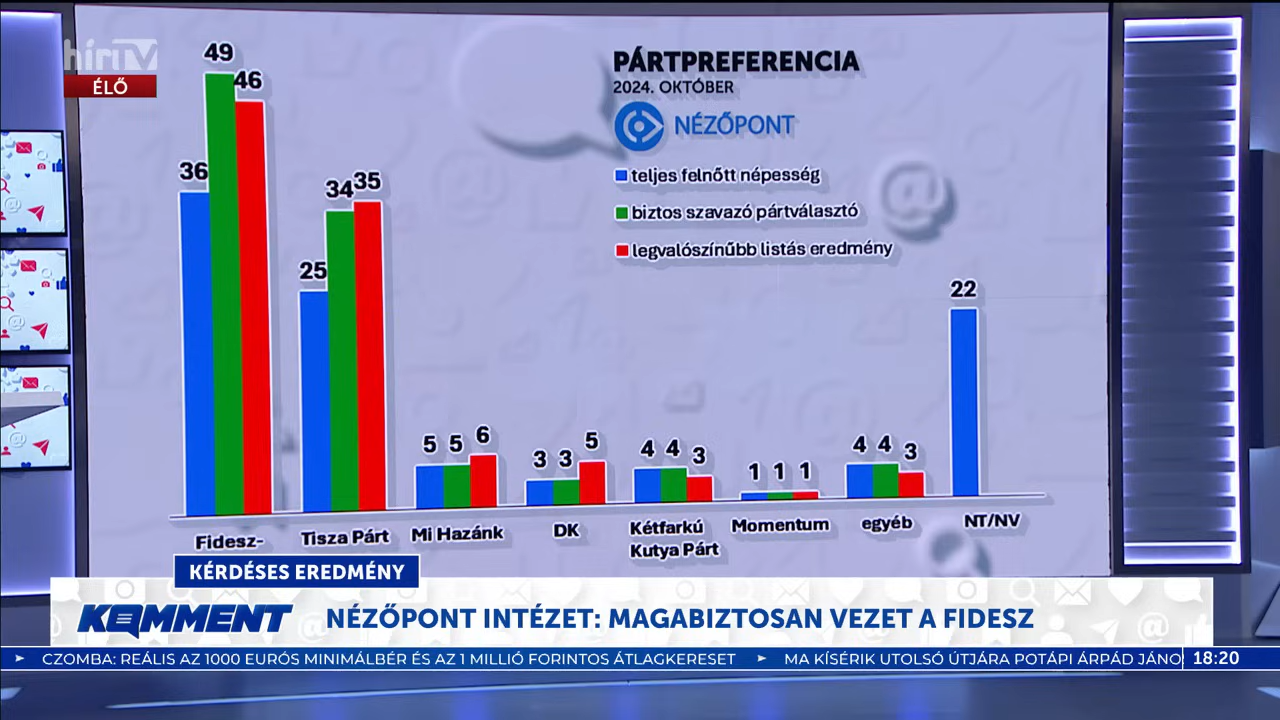 hírTV
ÉLŐ
PÁRTPREFERENCIA
2024. OKTÓBER
NÉZŐPONT
teljes felnőtt népesség
biztos szavazó pártválasztó
legvalószínűbb listás eredmény
36 49 46
25 34 35
5 5 6
3 3 5
4 4 3
1 1 1
4 4 3
22
Fidesz-
Tisza Párt
Mi Hazánk
DK
Kétfarkú
Kutya Párt
Momentum
egyéb
NT/NV
KÉRDÉSES EREDMÉNY
KOMMENT
NÉZŐPONT INTÉZET: MAGABIZTOSAN VEZET A FIDESZ
CZOMBA: REÁLIS AZ 1000 EURÓS MINIMÁLBÉR ÉS AZ 1 MILLIÓ FORINTOS ÁTLAGKERESET
MA KÍSÉRIK UTOLSÓ ÚTJÁRA POTÁPI ÁRPÁD JÁNO
18:20